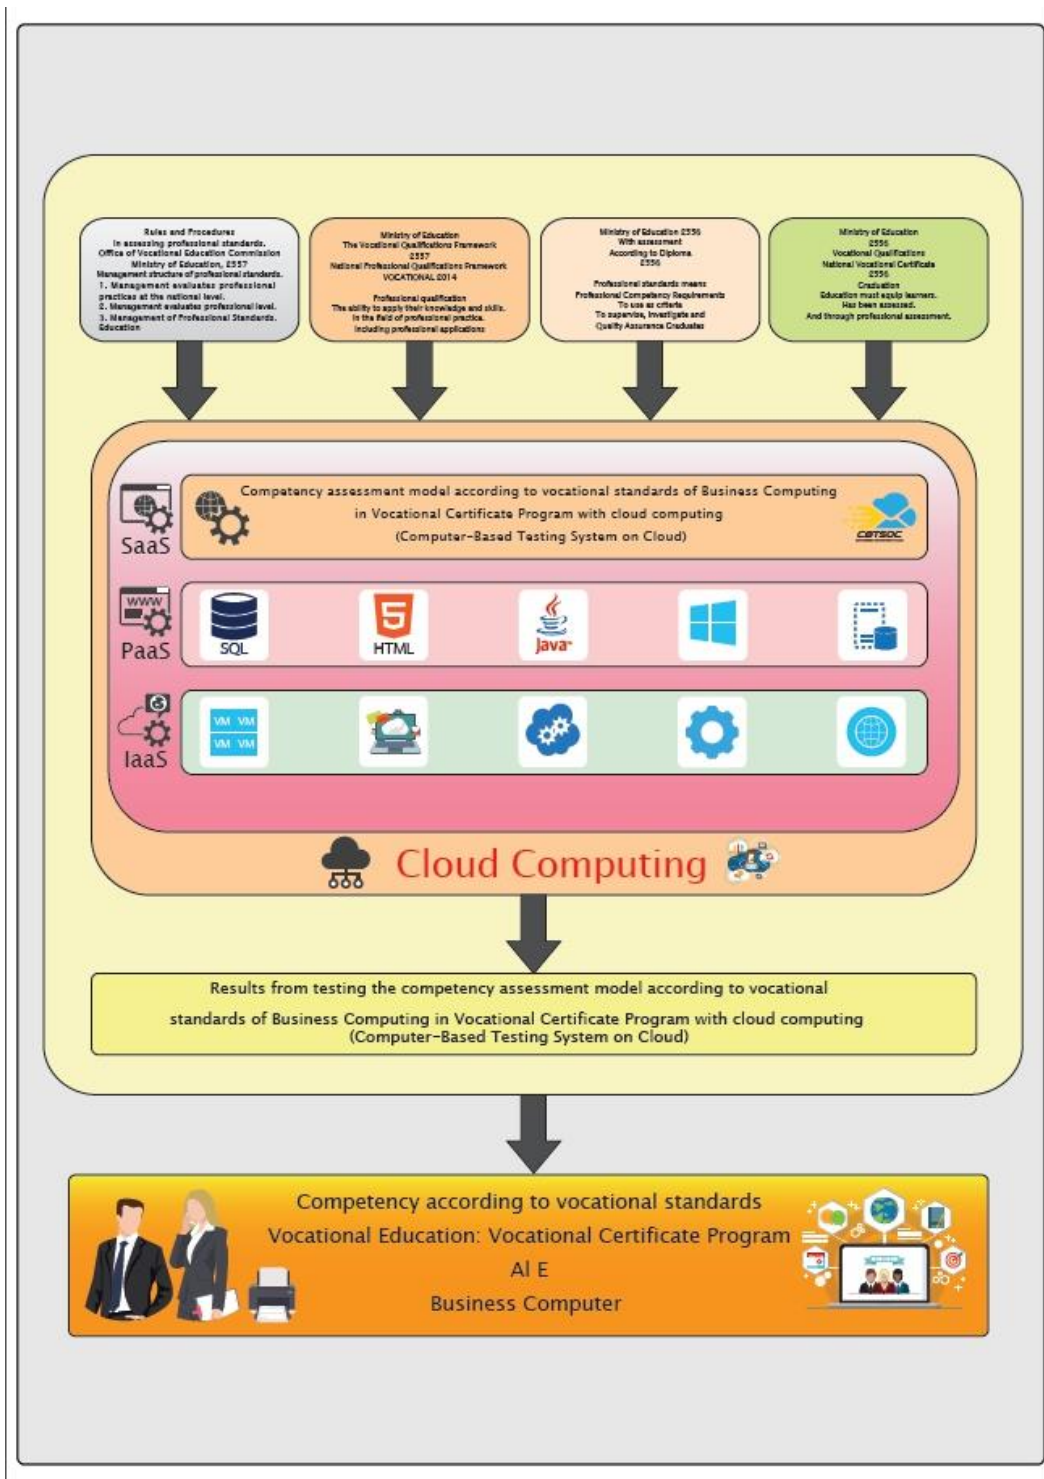 Rules and Procedures
In assessing professional standards.
Office of Vocational Education Commission
Ministry of Education, 2557
Management structure of professional standards.
1. Management evaluates professional
practices at the national level.
2. Management evaluates professional level.
3. Management of Professional Standards.
Education
Ministry of Education
The Vocational Qualifications Framework
2557
National Professional Qualifications Framework
VOCATIONAL 2014
Professional qualification
The ability to apply their knowledge and skills.
In the field of professional practice.
Including professional applications
Ministry of Education 2556
With assessment
According to Diploma
2556
Professional standards means
Professional Competency Requirements
To use as criteria
To supervise, investigate and
Quality Assurance Graduates
Ministry of Education
2556
Vocational Qualifications
National Vocational Certificate
2556
Graduation
Education must equip learners.
Has been assessed.
And through professional assessment.
SaaS
Competency assessment model according to vocational standards of Business Computing
in Vocational Certificate Program with cloud computing
(Computer-Based Testing System on Cloud)
CBTSOC
WWW
PaaS
SQL
HTML
Java
IaaS
VM VM
VM VM
Cloud Computing
Results from testing the competency assessment model according to vocational
standards of Business Computing in Vocational Certificate Program with cloud computing
(Computer-Based Testing System on Cloud)
Competency according to vocational standards
Vocational Education: Vocational Certificate Program
Al E
Business Computer